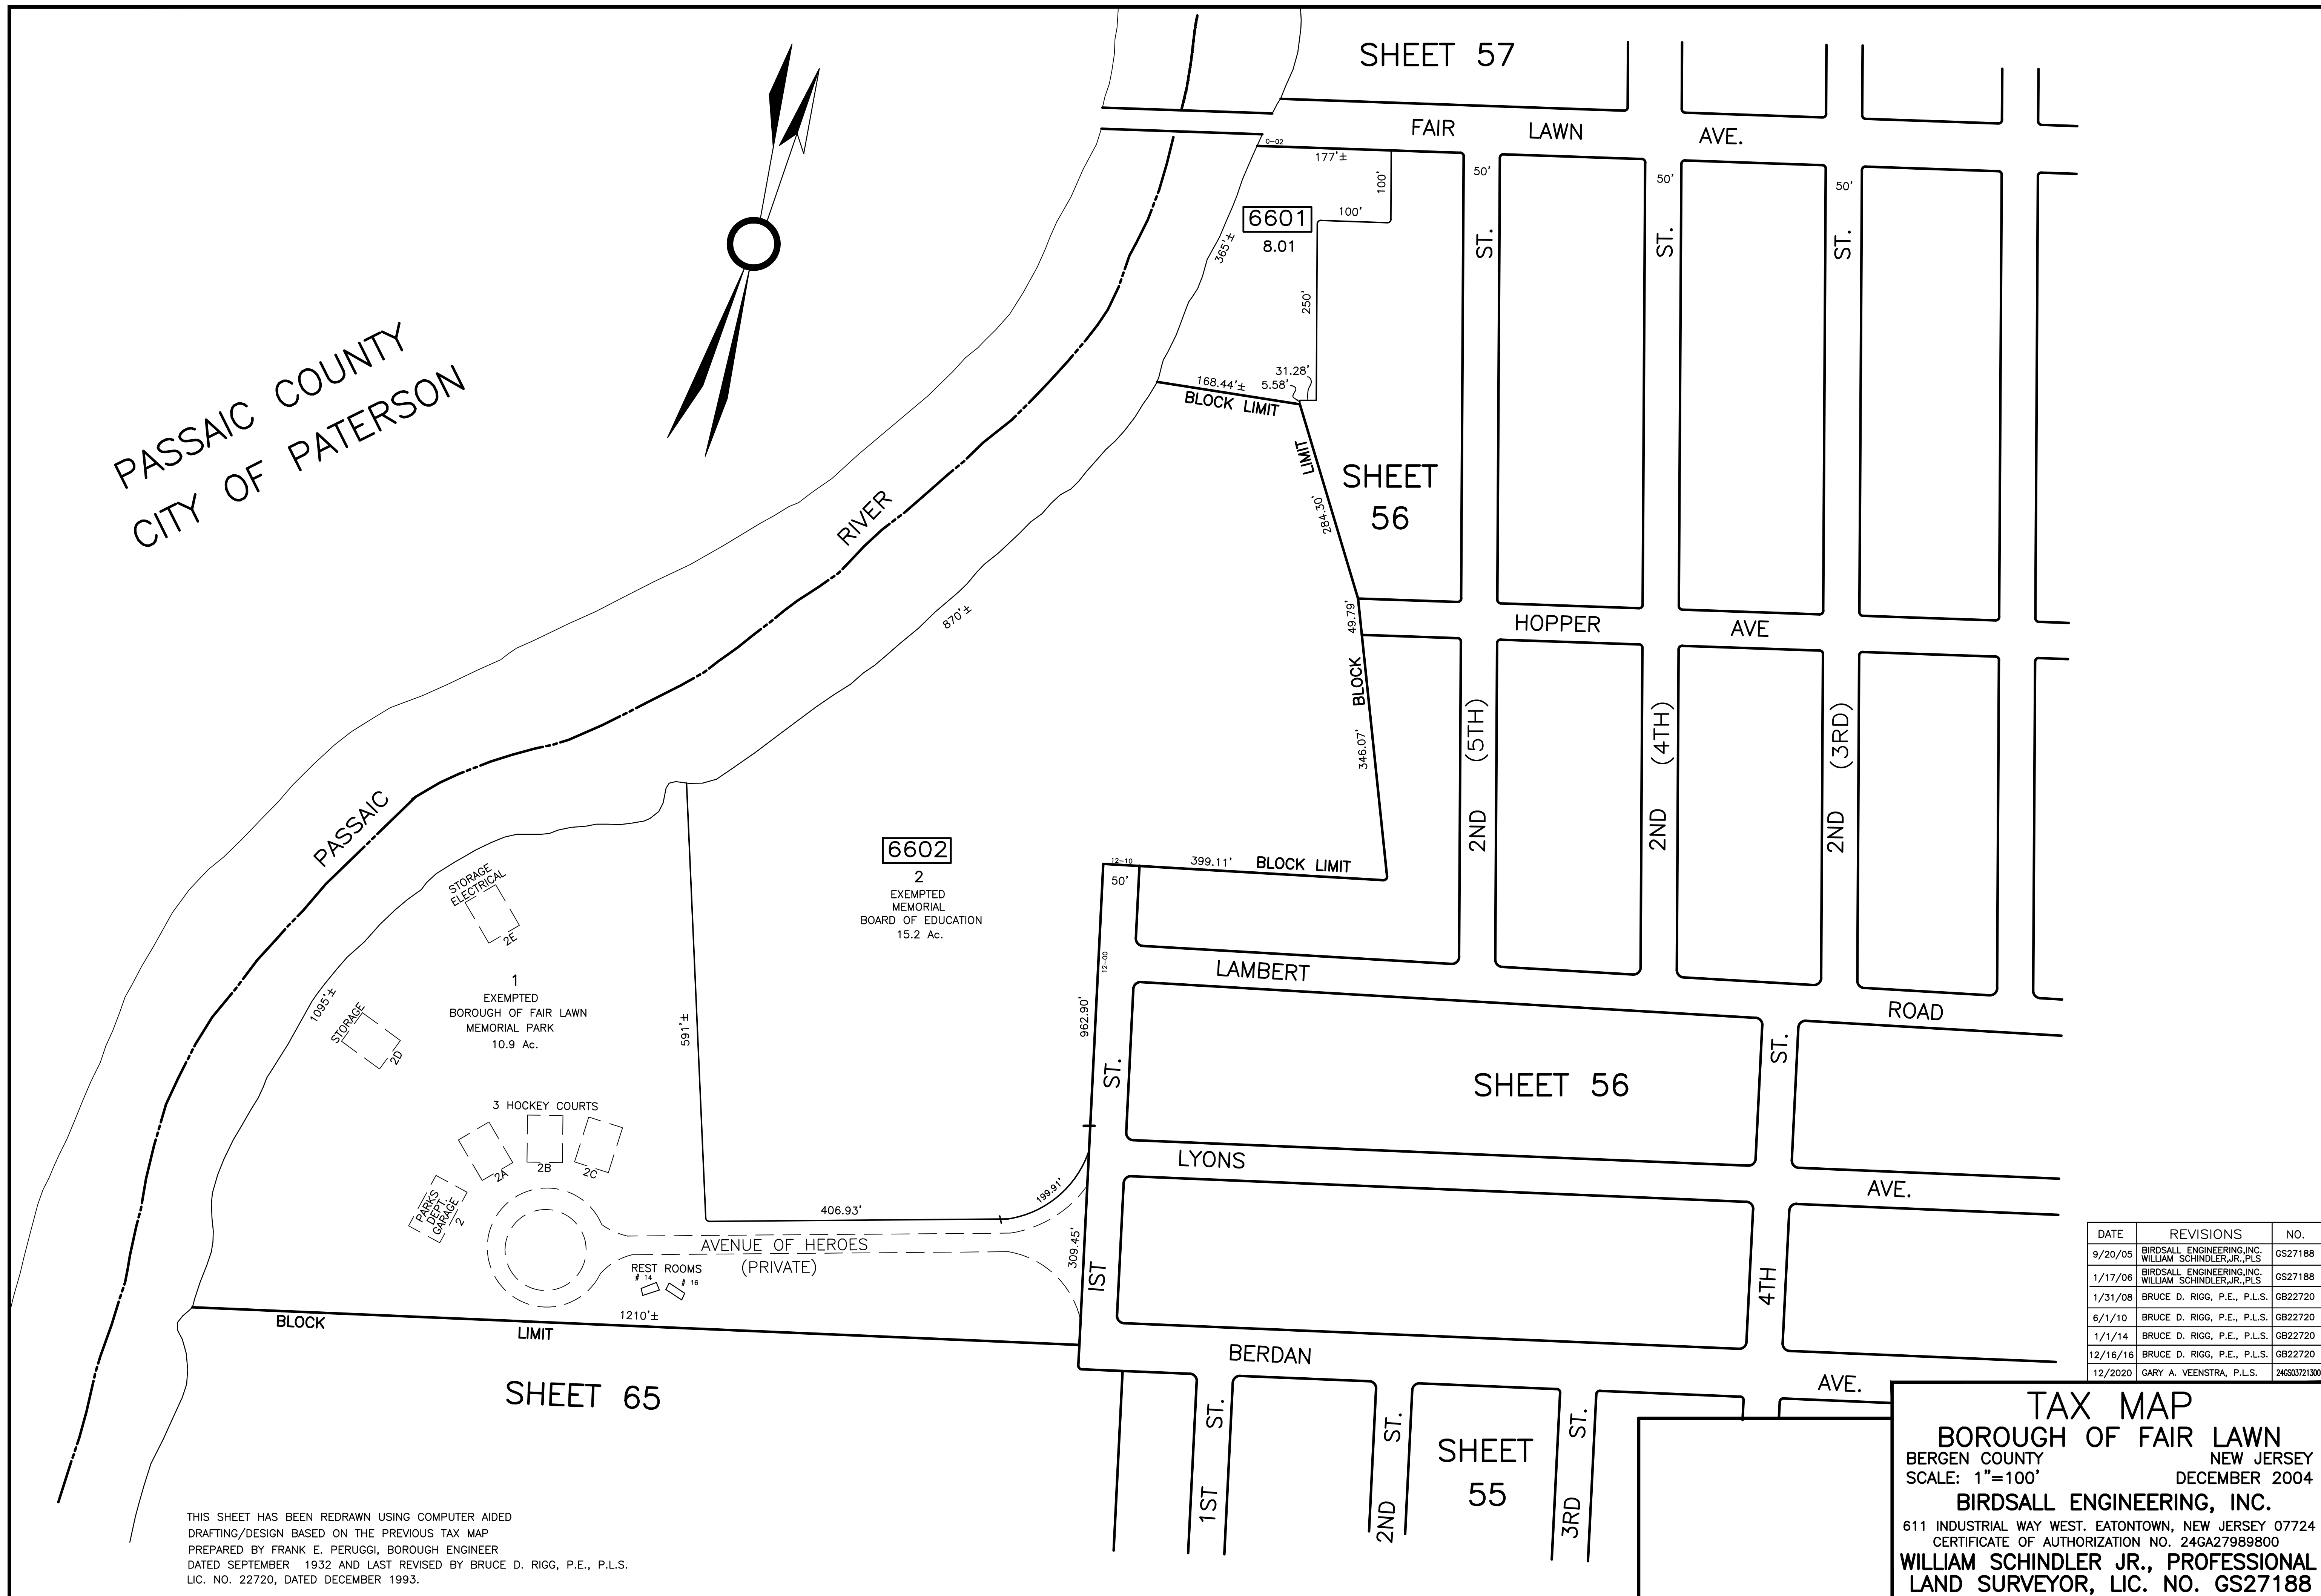 SHEET 57
FAIR LAWN AVE.
0-02
177'±
100'
100'
6601
8.01
365'±
250'
31.28'
5.58'
168.44'±
BLOCK LIMIT
50'
50'
50'
ST.
ST.
ST.
PASSAIC COUNTY
CITY OF PATERSON
LIMIT
284.30'
SHEET
56
RIVER
870'±
49.79'
HOPPER AVE
BLOCK
346.07'
2ND (5TH)
2ND (4TH)
2ND (3RD)
PASSAIC
6602
2
EXEMPTED
MEMORIAL
BOARD OF EDUCATION
15.2 Ac.
12-10
399.11' BLOCK LIMIT
50'
STORAGE
ELECTRICAL
2E
12-00
LAMBERT
ROAD
1
EXEMPTED
BOROUGH OF FAIR LAWN
MEMORIAL PARK
10.9 Ac.
1095'±
STORAGE
2D
591'±
962.90'
ST.
ST.
SHEET 56
3 HOCKEY COURTS
2A
2B
2C
PARKS
DEPT.
GARAGE
2
LYONS
AVE.
199.91'
406.93'
309.45'
AVENUE OF HEROES
(PRIVATE)
REST ROOMS
# 14
# 16
IST
4TH
1210'±
BLOCK LIMIT
BERDAN
AVE.
SHEET 65
1ST ST.
2ND ST.
SHEET
55
3RD ST.
DATE REVISIONS NO.
9/20/05 BIRDSALL ENGINEERING,INC. WILLIAM SCHINDLER,JR.,PLS GS27188
1/17/06 BIRDSALL ENGINEERING,INC. WILLIAM SCHINDLER,JR.,PLS GS27188
1/31/08 BRUCE D. RIGG, P.E., P.L.S. GB22720
6/1/10 BRUCE D. RIGG, P.E., P.L.S. GB22720
1/1/14 BRUCE D. RIGG, P.E., P.L.S. GB22720
12/16/16 BRUCE D. RIGG, P.E., P.L.S. GB22720
12/2020 GARY A. VEENSTRA, P.L.S. 24GS03721300
TAX MAP
BOROUGH OF FAIR LAWN
BERGEN COUNTY NEW JERSEY
SCALE: 1"=100' DECEMBER 2004
BIRDSALL ENGINEERING, INC.
611 INDUSTRIAL WAY WEST. EATONTOWN, NEW JERSEY 07724
CERTIFICATE OF AUTHORIZATION NO. 24GA27989800
WILLIAM SCHINDLER JR., PROFESSIONAL
LAND SURVEYOR, LIC. NO. GS27188
THIS SHEET HAS BEEN REDRAWN USING COMPUTER AIDED
DRAFTING/DESIGN BASED ON THE PREVIOUS TAX MAP
PREPARED BY FRANK E. PERUGGI, BOROUGH ENGINEER
DATED SEPTEMBER 1932 AND LAST REVISED BY BRUCE D. RIGG, P.E., P.L.S.
LIC. NO. 22720, DATED DECEMBER 1993.